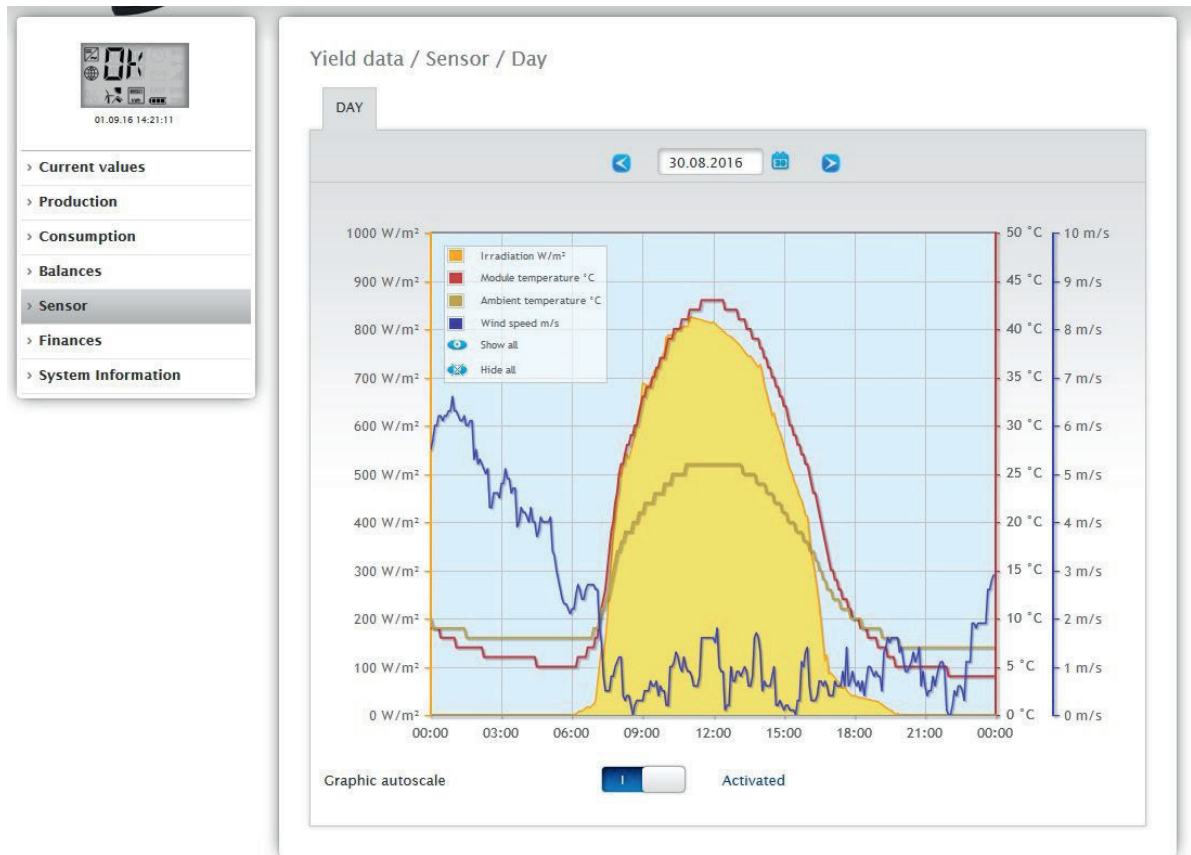 OK
01.09.16 14:21:11
› Current values
› Production
› Consumption
› Balances
› Sensor
› Finances
› System Information
Yield data / Sensor / Day
DAY
30.08.2016
30
1000 W/m²
900 W/m²
800 W/m²
700 W/m²
600 W/m²
500 W/m²
400 W/m²
300 W/m²
200 W/m²
100 W/m²
0 W/m²
Irradiation W/m²
Module temperature °C
Ambient temperature °C
Wind speed m/s
Show all
Hide all
50 °C
45 °C
40 °C
35 °C
30 °C
25 °C
20 °C
15 °C
10 °C
5 °C
0 °C
10 m/s
9 m/s
8 m/s
7 m/s
6 m/s
5 m/s
4 m/s
3 m/s
2 m/s
1 m/s
0 m/s
00:00 03:00 06:00 09:00 12:00 15:00 18:00 21:00 00:00
Graphic autoscale I Activated